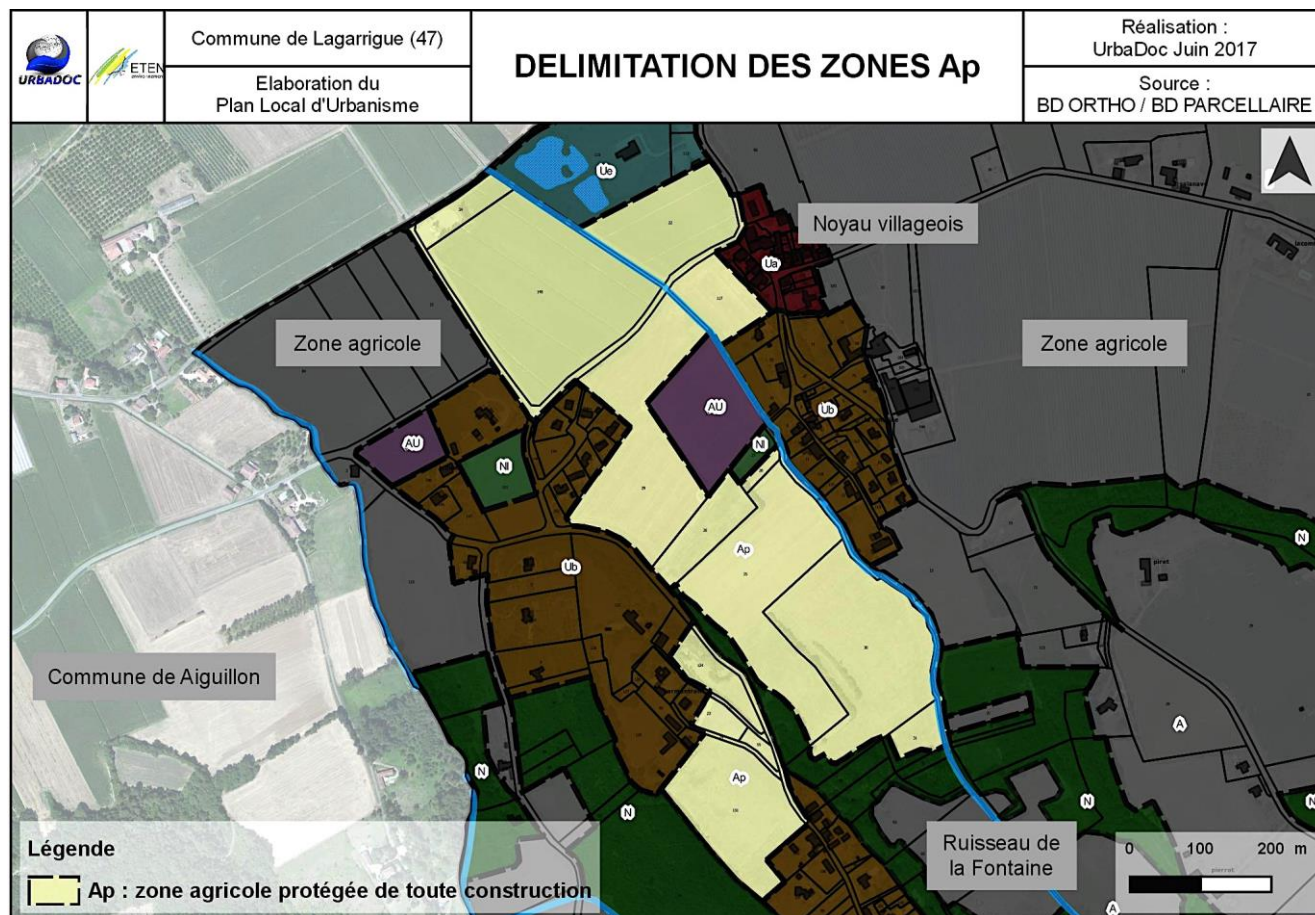 URBADOC
ETEN
Commune de Lagarrigue (47)
Elaboration du
Plan Local d'Urbanisme
DELIMITATION DES ZONES Ap
Réalisation :
UrbaDoc Juin 2017
Source :
BD ORTHO / BD PARCELLAIRE
Ue
Noyau villageois
Ua
Zone agricole
Zone agricole
AU
Ub
AU
Nl
Nl
Ap
N
piret
Ub
Commune de Aiguillon
A
N
Ap
N
N
N
Légende
Ap : zone agricole protégée de toute construction
Ruisseau de
la Fontaine
0 100 200 m
pierrot
A